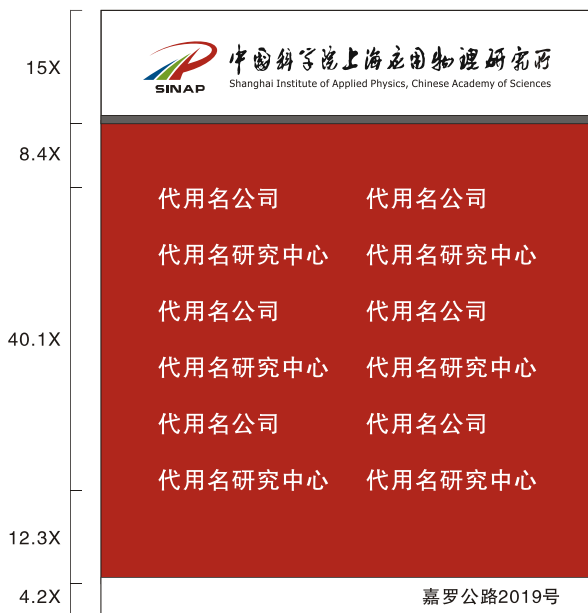 15X
SINAP
中国科学院上海应用物理研究所
Shanghai Institute of Applied Physics, Chinese Academy of Sciences
8.4X
代用名公司 代用名公司
代用名研究中心 代用名研究中心
代用名公司 代用名公司
40.1X
代用名研究中心 代用名研究中心
代用名公司 代用名公司
代用名研究中心 代用名研究中心
12.3X
4.2X
嘉罗公路2019号